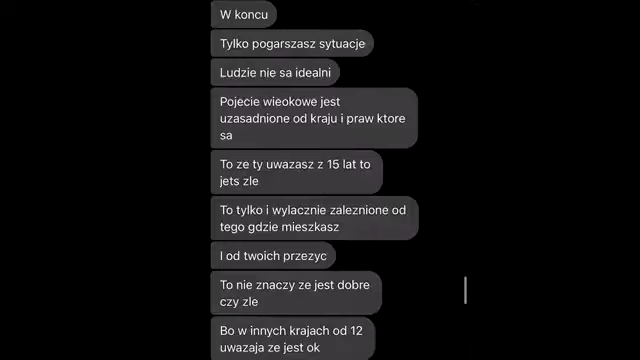 W koncu
Tylko pogarszasz sytuacje
Ludzie nie sa idealni
Pojecie wieokowe jest
uzasadnione od kraju i praw ktore
sa
To ze ty uwazasz z 15 lat to
jets zle
To tylko i wylacznie zaleznione od
tego gdzie mieszkasz
I od twoich przezyc
To nie znaczy ze jest dobre
czy zle
Bo w innych krajach od 12
uwazaja ze jest ok